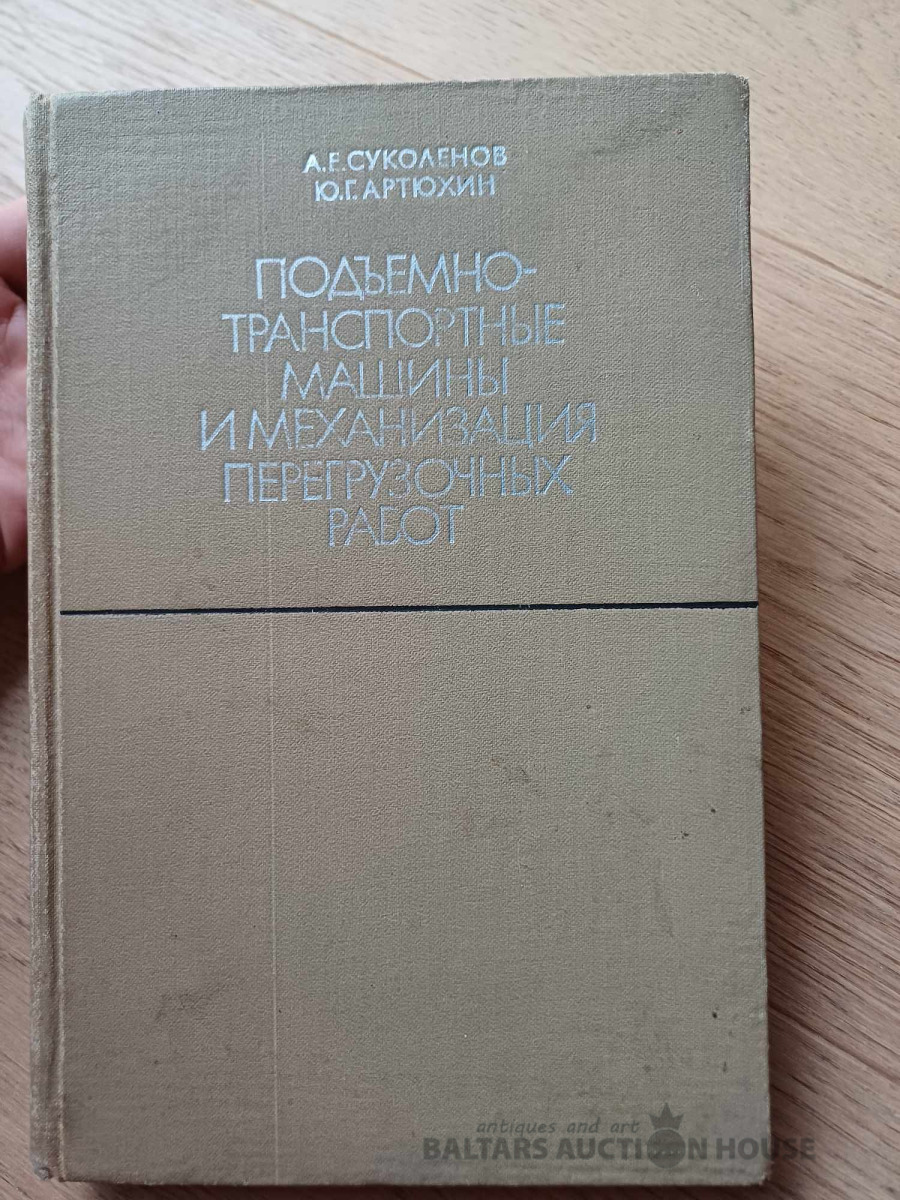 А.Е.СУКОЛЕНОВ
Ю.Г.АРТЮХИН
ПОДЪЕМНО-
ТРАНСПОРТНЫЕ
МАШИНЫ
И МЕХАНИЗАЦИЯ
ПЕРЕГРУЗОЧНЫХ
РАБОТ
antiques and art
BALTARS AUCTION HOUSE